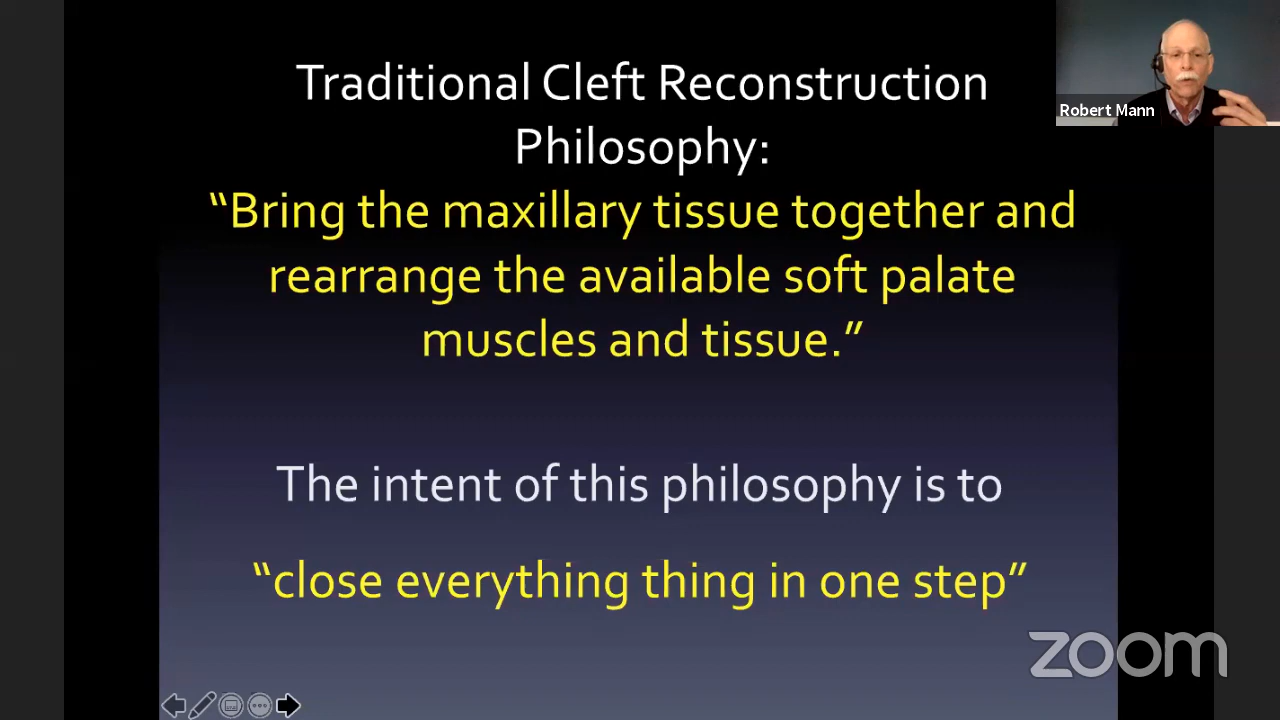 Traditional Cleft Reconstruction
Philosophy:
“Bring the maxillary tissue together and
rearrange the available soft palate
muscles and tissue.”
The intent of this philosophy is to
“close everything thing in one step”
Robert Mann
zoom